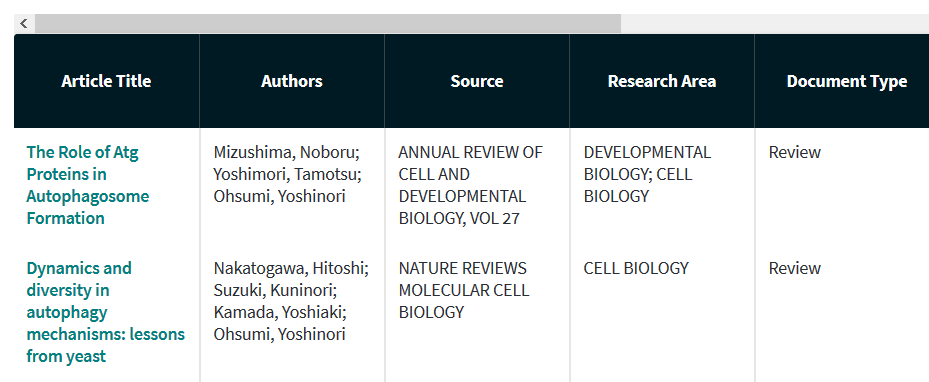 Article Title
Authors
Source
Research Area
Document Type
The Role of Atg
Proteins in
Autophagosome
Formation
Mizushima, Noboru;
Yoshimori, Tamotsu;
Ohsumi, Yoshinori
ANNUAL REVIEW OF
CELL AND
DEVELOPMENTAL
BIOLOGY, VOL 27
DEVELOPMENTAL
BIOLOGY; CELL
BIOLOGY
Review
Dynamics and
diversity in
autophagy
mechanisms: lessons
from yeast
Nakatogawa, Hitoshi;
Suzuki, Kuninori;
Kamada, Yoshiaki;
Ohsumi, Yoshinori
NATURE REVIEWS
MOLECULAR CELL
BIOLOGY
CELL BIOLOGY
Review